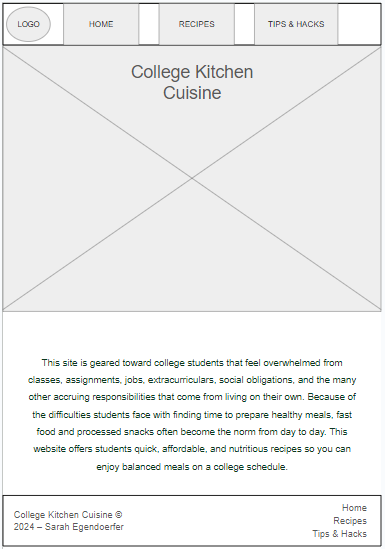 LOGO HOME RECIPES TIPS & HACKS
College Kitchen
Cuisine
This site is geared toward college students that feel overwhelmed from
classes, assignments, jobs, extracurriculars, social obligations, and the many
other accruing responsibilities that come from living on their own. Because of
the difficulties students face with finding time to prepare healthy meals, fast
food and processed snacks often become the norm from day to day. This
website offers students quick, affordable, and nutritious recipes so you can
enjoy balanced meals on a college schedule.
College Kitchen Cuisine ©
2024 – Sarah Egendoerfer
Home
Recipes
Tips & Hacks